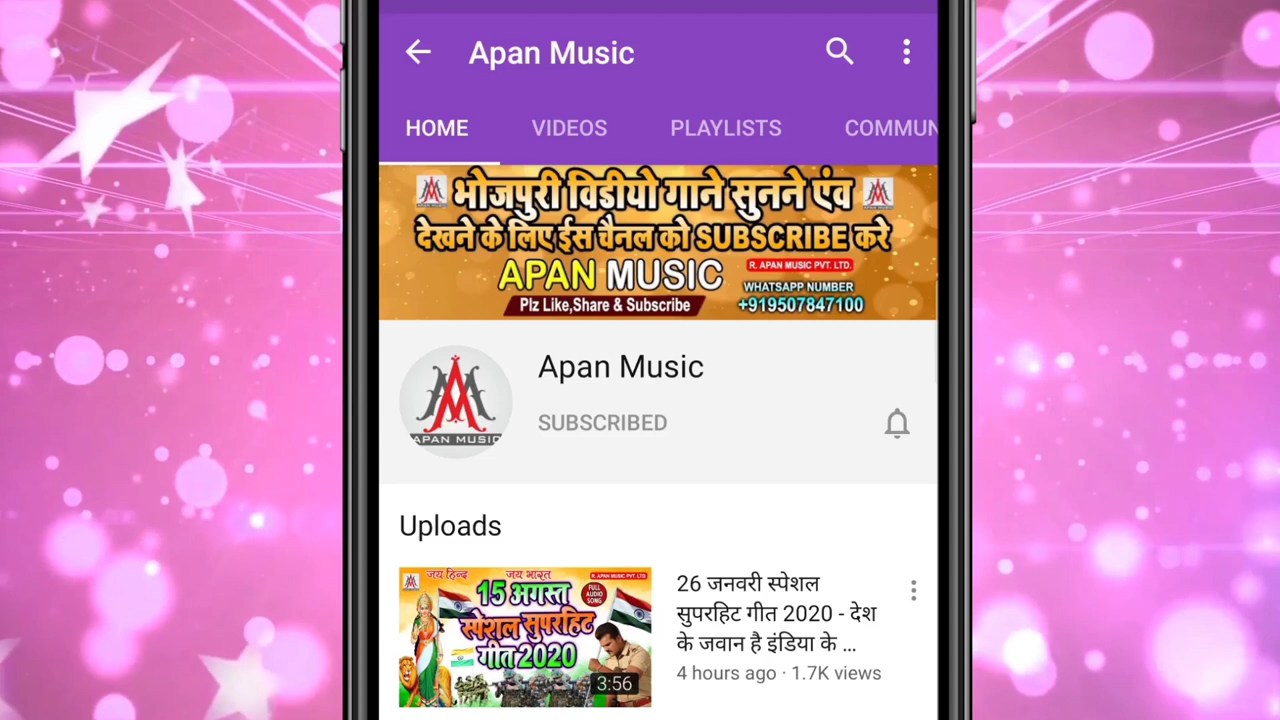 Apan Music
HOME VIDEOS PLAYLISTS COMMUN
भोजपुरी विडीयो गाने सुनने एंव
देखने के लिए ईस चैनल को SUBSCRIBE करे
APAN MUSIC
R. APAN MUSIC PVT. LTD.
Plz Like,Share & Subscribe
WHATSAPP NUMBER
+919507847100
Apan Music
SUBSCRIBED
APAN MUSIC
Uploads
जय हिन्द जय भारत
R. APAN MUSIC PVT. LTD
15 अगस्त
FULL
AUDIO
SONG
स्पेशल सुपरहिट
गीत 2020
3:56
26 जनवरी स्पेशल
सुपरहिट गीत 2020 - देश
के जवान है इंडिया के ...
4 hours ago · 1.7K views